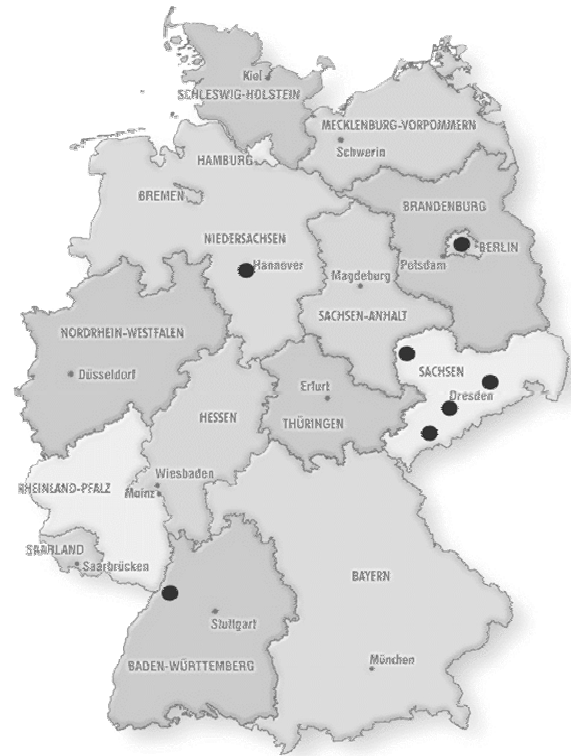 Kiel
SCHLESWIG-HOLSTEIN
MECKLENBURG-VORPOMMERN
Schwerin
HAMBURG
BREMEN
BRANDENBURG
NIEDERSACHSEN
BERLIN
Hannover
Potsdam
Magdeburg
SACHSEN-ANHALT
NORDRHEIN-WESTFALEN
Düsseldorf
SACHSEN
Dresden
Erfurt
HESSEN
THÜRINGEN
Wiesbaden
RHEINLAND-PFALZ
Mainz
SAARLAND
Saarbrücken
BAYERN
Stuttgart
BADEN-WÜRTTEMBERG
München